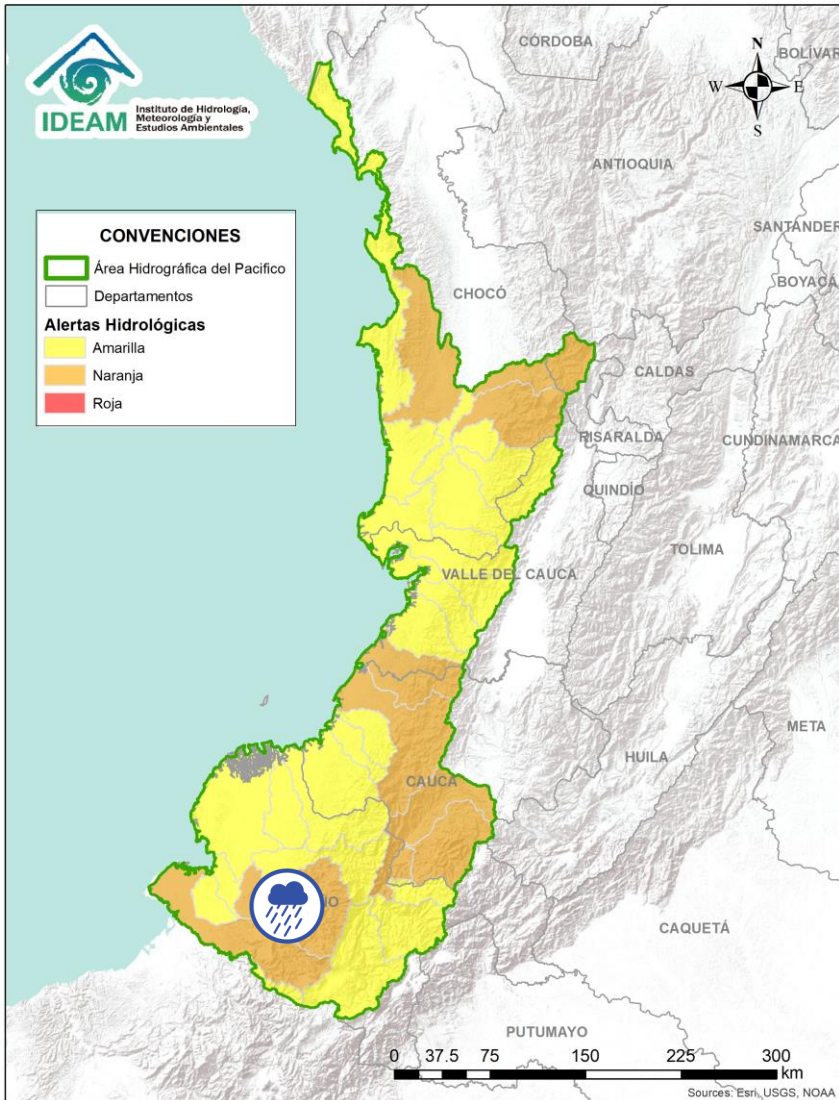 IDEAM
Instituto de Hidrología,
Meteorología y
Estudios Ambientales
CÓRDOBA
BOLÍVAR
N
W
E
S
ANTIOQUIA
CONVENCIONES
Área Hidrográfica del Pacifico
Departamentos
Alertas Hidrológicas
Amarilla
Naranja
Roja
SANTANDER
BOYACÁ
CHOCÓ
CALDAS
RISARALDA
CUNDINAMARCA
QUINDÍO
TOLIMA
VALLE DEL CAUCA
META
HUILA
CAUCA
ÑO
CAQUETÁ
PUTUMAYO
0 37.5 75 150 225 300
km
Sources: Esri, USGS, NOAA